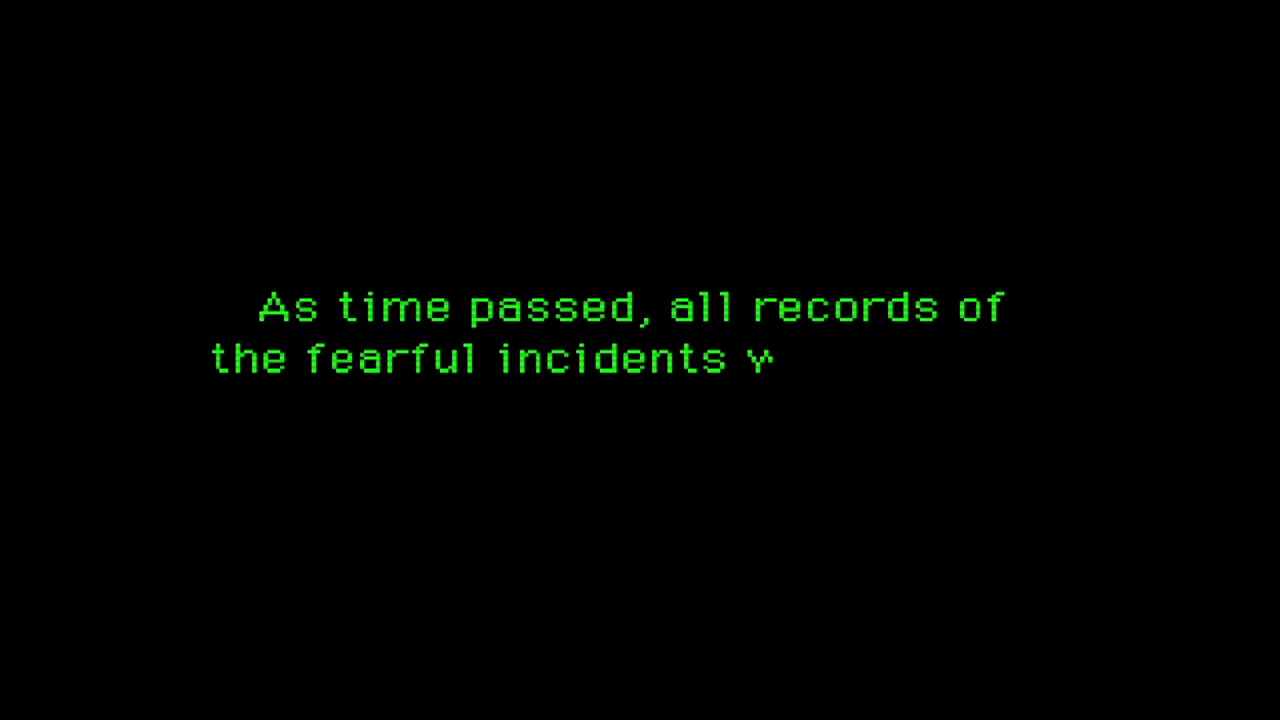 As time passed, all records of
the fearful incidents